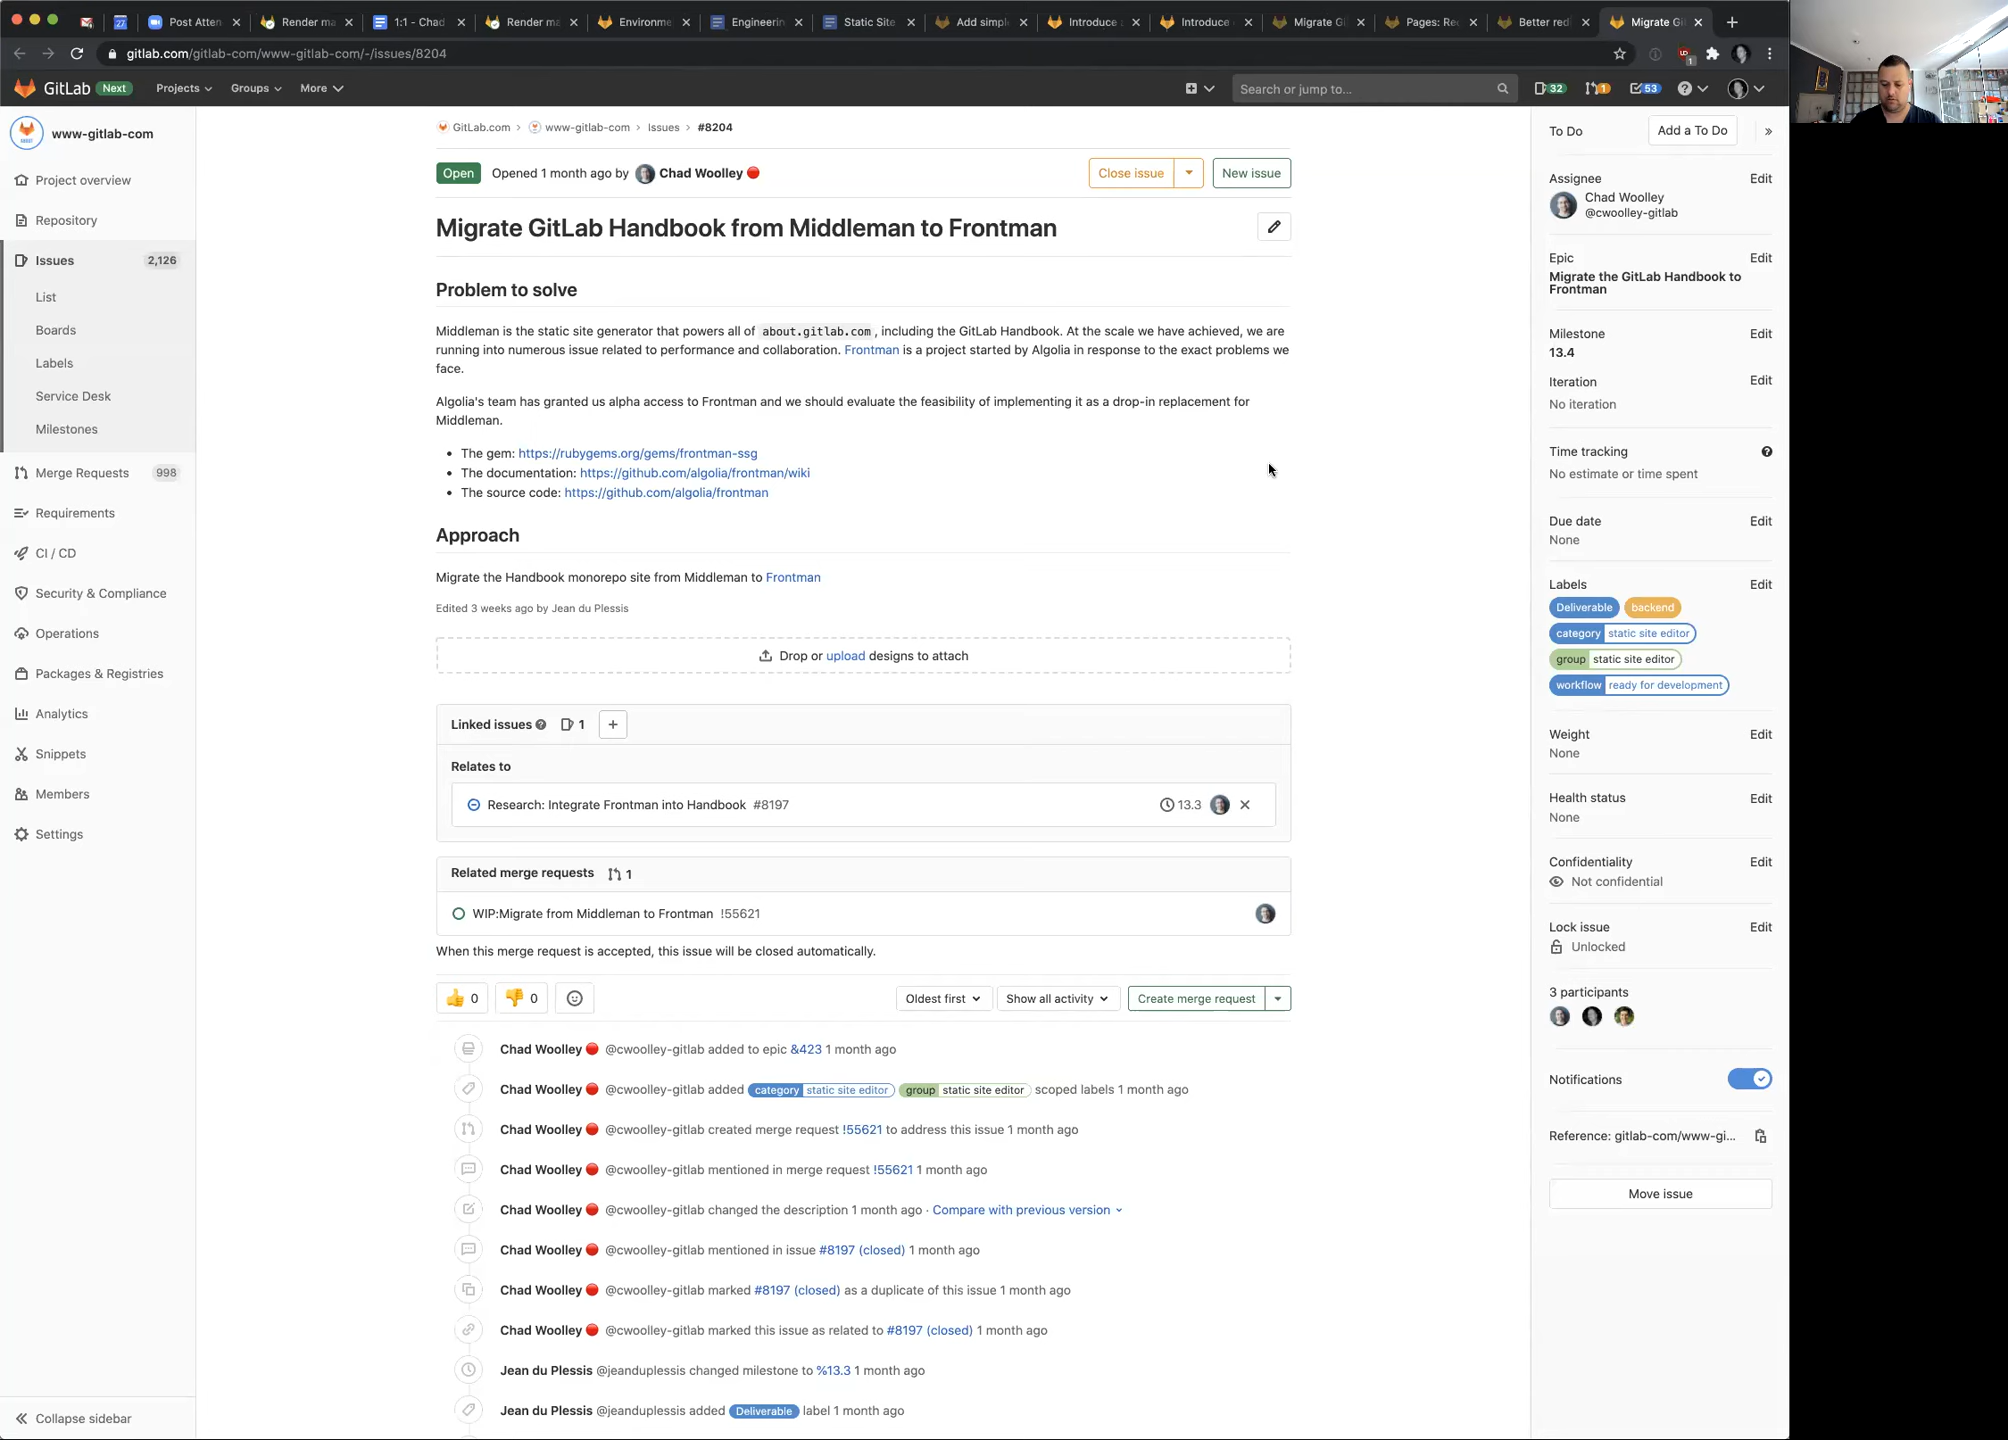 Post Atten
Render ma
1:1 - Chad
Render ma
Environme
Engineerin
Static Site
Add simpl
Introduce
Introduce
Migrate Gi
Pages: Re
Better red
Migrate Gi
gitlab.com/gitlab-com/www-gitlab-com/-/issues/8204
GitLab Next Projects Groups More Search or jump to... 32 1 53
www-gitlab-com
Project overview
Repository
Issues 2,126
List
Boards
Labels
Service Desk
Milestones
Merge Requests 998
Requirements
CI / CD
Security & Compliance
Operations
Packages & Registries
Analytics
Snippets
Members
Settings
Collapse sidebar
GitLab.com › www-gitlab-com › Issues › #8204
Open Opened 1 month ago by Chad Woolley Close issue New issue
Migrate GitLab Handbook from Middleman to Frontman
Problem to solve
Middleman is the static site generator that powers all of about.gitlab.com, including the GitLab Handbook. At the scale we have achieved, we are
running into numerous issue related to performance and collaboration. Frontman is a project started by Algolia in response to the exact problems we
face.
Algolia's team has granted us alpha access to Frontman and we should evaluate the feasibility of implementing it as a drop-in replacement for
Middleman.
• The gem: https://rubygems.org/gems/frontman-ssg
• The documentation: https://github.com/algolia/frontman/wiki
• The source code: https://github.com/algolia/frontman
Approach
Migrate the Handbook monorepo site from Middleman to Frontman
Edited 3 weeks ago by Jean du Plessis
Drop or upload designs to attach
Linked issues 1 +
Relates to
Research: Integrate Frontman into Handbook #8197 13.3
Related merge requests 1
WIP:Migrate from Middleman to Frontman !55621
When this merge request is accepted, this issue will be closed automatically.
0 0 Oldest first Show all activity Create merge request
Chad Woolley @cwoolley-gitlab added to epic &423 1 month ago
Chad Woolley @cwoolley-gitlab added category static site editor group static site editor scoped labels 1 month ago
Chad Woolley @cwoolley-gitlab created merge request !55621 to address this issue 1 month ago
Chad Woolley @cwoolley-gitlab mentioned in merge request !55621 1 month ago
Chad Woolley @cwoolley-gitlab changed the description 1 month ago · Compare with previous version
Chad Woolley @cwoolley-gitlab mentioned in issue #8197 (closed) 1 month ago
Chad Woolley @cwoolley-gitlab marked #8197 (closed) as a duplicate of this issue 1 month ago
Chad Woolley @cwoolley-gitlab marked this issue as related to #8197 (closed) 1 month ago
Jean du Plessis @jeanduplessis changed milestone to %13.3 1 month ago
Jean du Plessis @jeanduplessis added Deliverable label 1 month ago
To Do Add a To Do
Assignee Edit
Chad Woolley
@cwoolley-gitlab
Epic Edit
Migrate the GitLab Handbook to
Frontman
Milestone Edit
13.4
Iteration Edit
No iteration
Time tracking
No estimate or time spent
Due date Edit
None
Labels Edit
Deliverable backend
category static site editor
group static site editor
workflow ready for development
Weight Edit
None
Health status Edit
None
Confidentiality Edit
Not confidential
Lock issue Edit
Unlocked
3 participants
Notifications
Reference: gitlab-com/www-gi...
Move issue